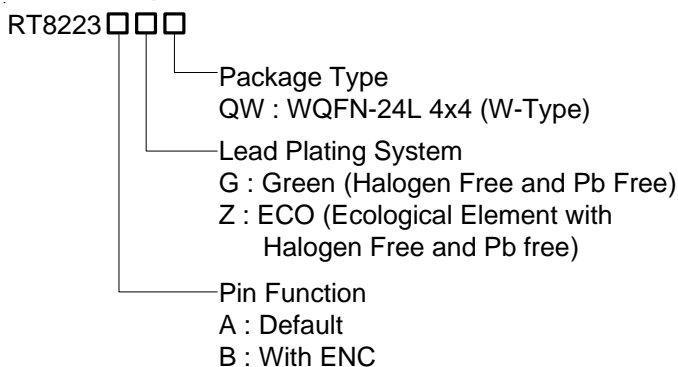 RT8223□□□
Package Type
QW : WQFN-24L 4x4 (W-Type)
Lead Plating System
G : Green (Halogen Free and Pb Free)
Z : ECO (Ecological Element with
Halogen Free and Pb free)
Pin Function
A : Default
B : With ENC